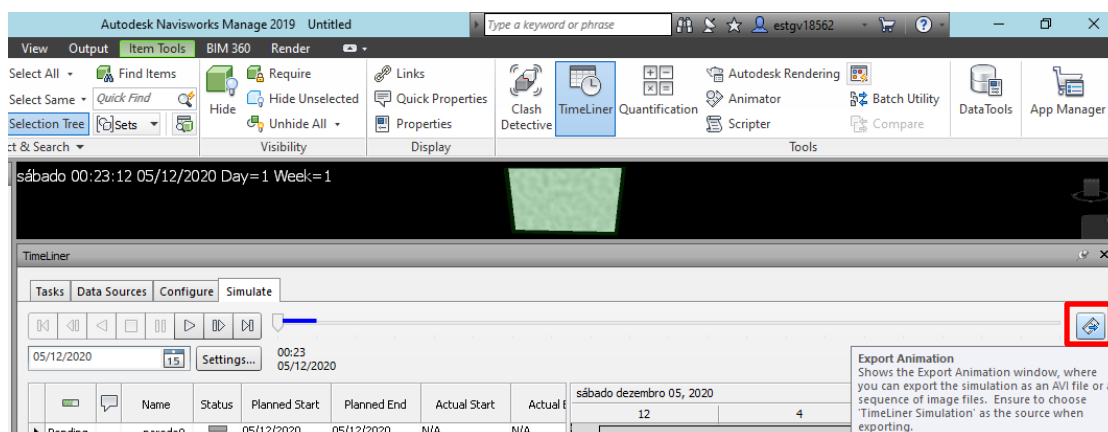 Autodesk Navisworks Manage 2019 Untitled
Type a keyword or phrase
estgv18562
View Output Item Tools BIM 360 Render
Select All
Find Items
Select Same
Quick Find
Selection Tree
Sets
ct & Search
Hide
Require
Hide Unselected
Unhide All
Visibility
Links
Quick Properties
Properties
Display
Clash
Detective
TimeLiner
Quantification
Autodesk Rendering
Animator
Scripter
Batch Utility
Compare
Tools
DataTools
App Manager
sábado 00:23:12 05/12/2020 Day=1 Week=1
TimeLiner
Tasks Data Sources Configure Simulate
05/12/2020
15
Settings...
00:23
05/12/2020
Export Animation
Shows the Export Animation window, where
you can export the simulation as an AVI file or a
sequence of image files. Ensure to choose
'TimeLiner Simulation' as the source when
exporting.
Name Status Planned Start Planned End Actual Start Actual E
sábado dezembro 05, 2020
12 4
05/12/2020 05/12/2020 N/A N/A